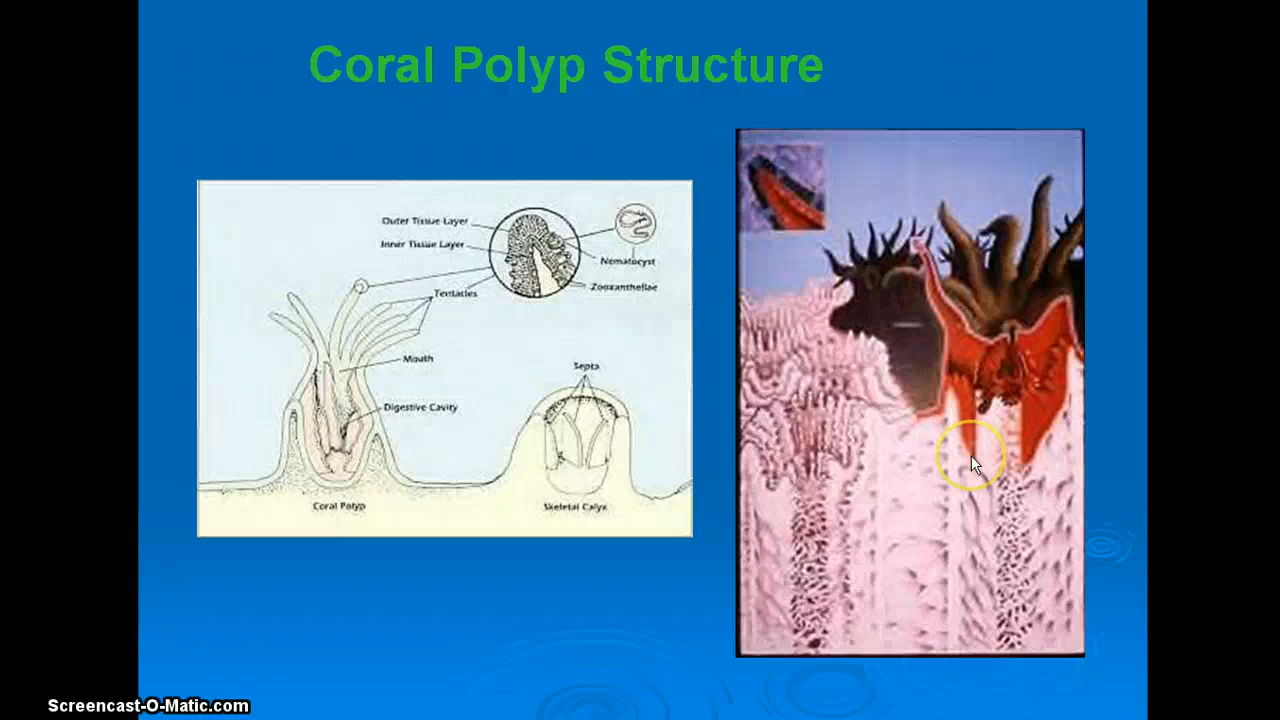 Coral Polyp Structure
Outer Tissue Layer
Inner Tissue Layer
Nematocyst
Zooxanthellae
Tentacles
Mouth
Septa
Digestive Cavity
Coral Polyp
Skeletal Calyx
Screencast-O-Matic.com